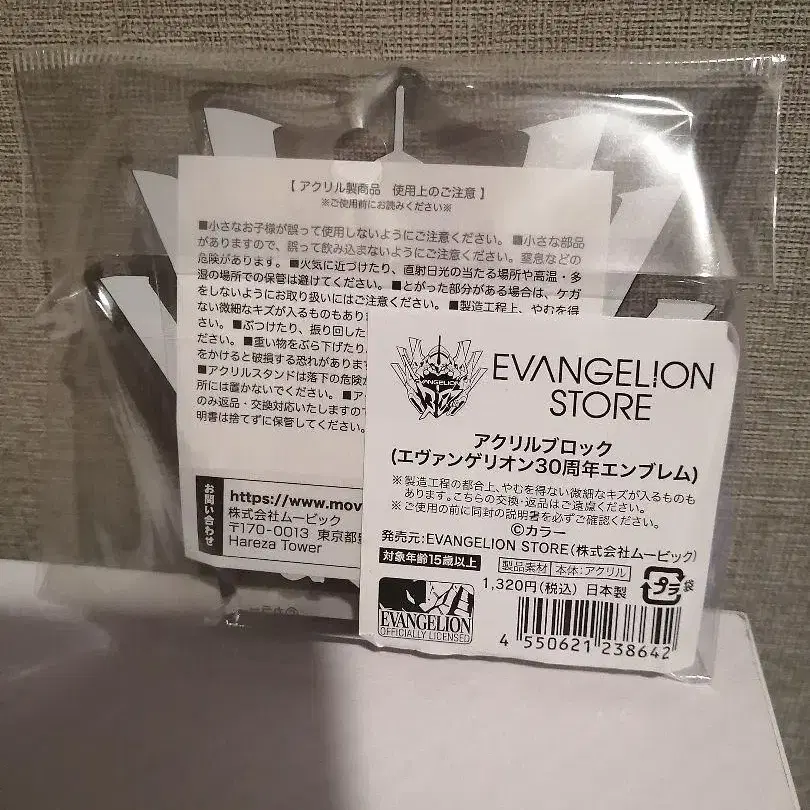 【 アクリル製商品 使用上のご注意 】
※ご使用前にお読みください※
■小さなお子様が誤って使用しないようにご注意ください。 ■小さな部品
がありますので、誤って飲み込まないようにご注意ください。窒息などの
危険があります。 ■火気に近づけたり、直射日光の当たる場所や高温・多
湿の場所での保管は避けてください。 ■とがった部分がある場合は、ケガ
をしないようにお取り扱いにはご注意ください。 ■製造工程上、やむを得
ない微細なキズが入るものもあり
さい。 ■ぶつけたり、振り回した
■重い物をぶら下げたり、
をかけると破損する恐れがあります
■アクリルスタンドは落下の危険が
所には置かないでください。 ■ア
のみ返品・交換対応いたしますので
明書は捨てずに保管してください。
お問い合わせ
https://www.mov
株式会社ムービック
〒170-0013 東京都
Hareza Tower
EVANGELION
EVANGELION
STORE
アクリルブロック
(エヴァンゲリオン30周年エンブレム)
※製造工程の都合上、やむを得ない微細なキズが入るものも
あります。こちらの交換・返品はご遠慮ください。
※ご使用の前に同封の説明書を必ずご確認ください。
©カラー
発売元:EVANGELION STORE(株式会社ムービック)
対象年齢15歳以上
製品素材 本体:アクリル
1,320円(税込) 日本製
プラ
袋
EVANGELION
OFFICIALLY LICENSED
4 550621 238642